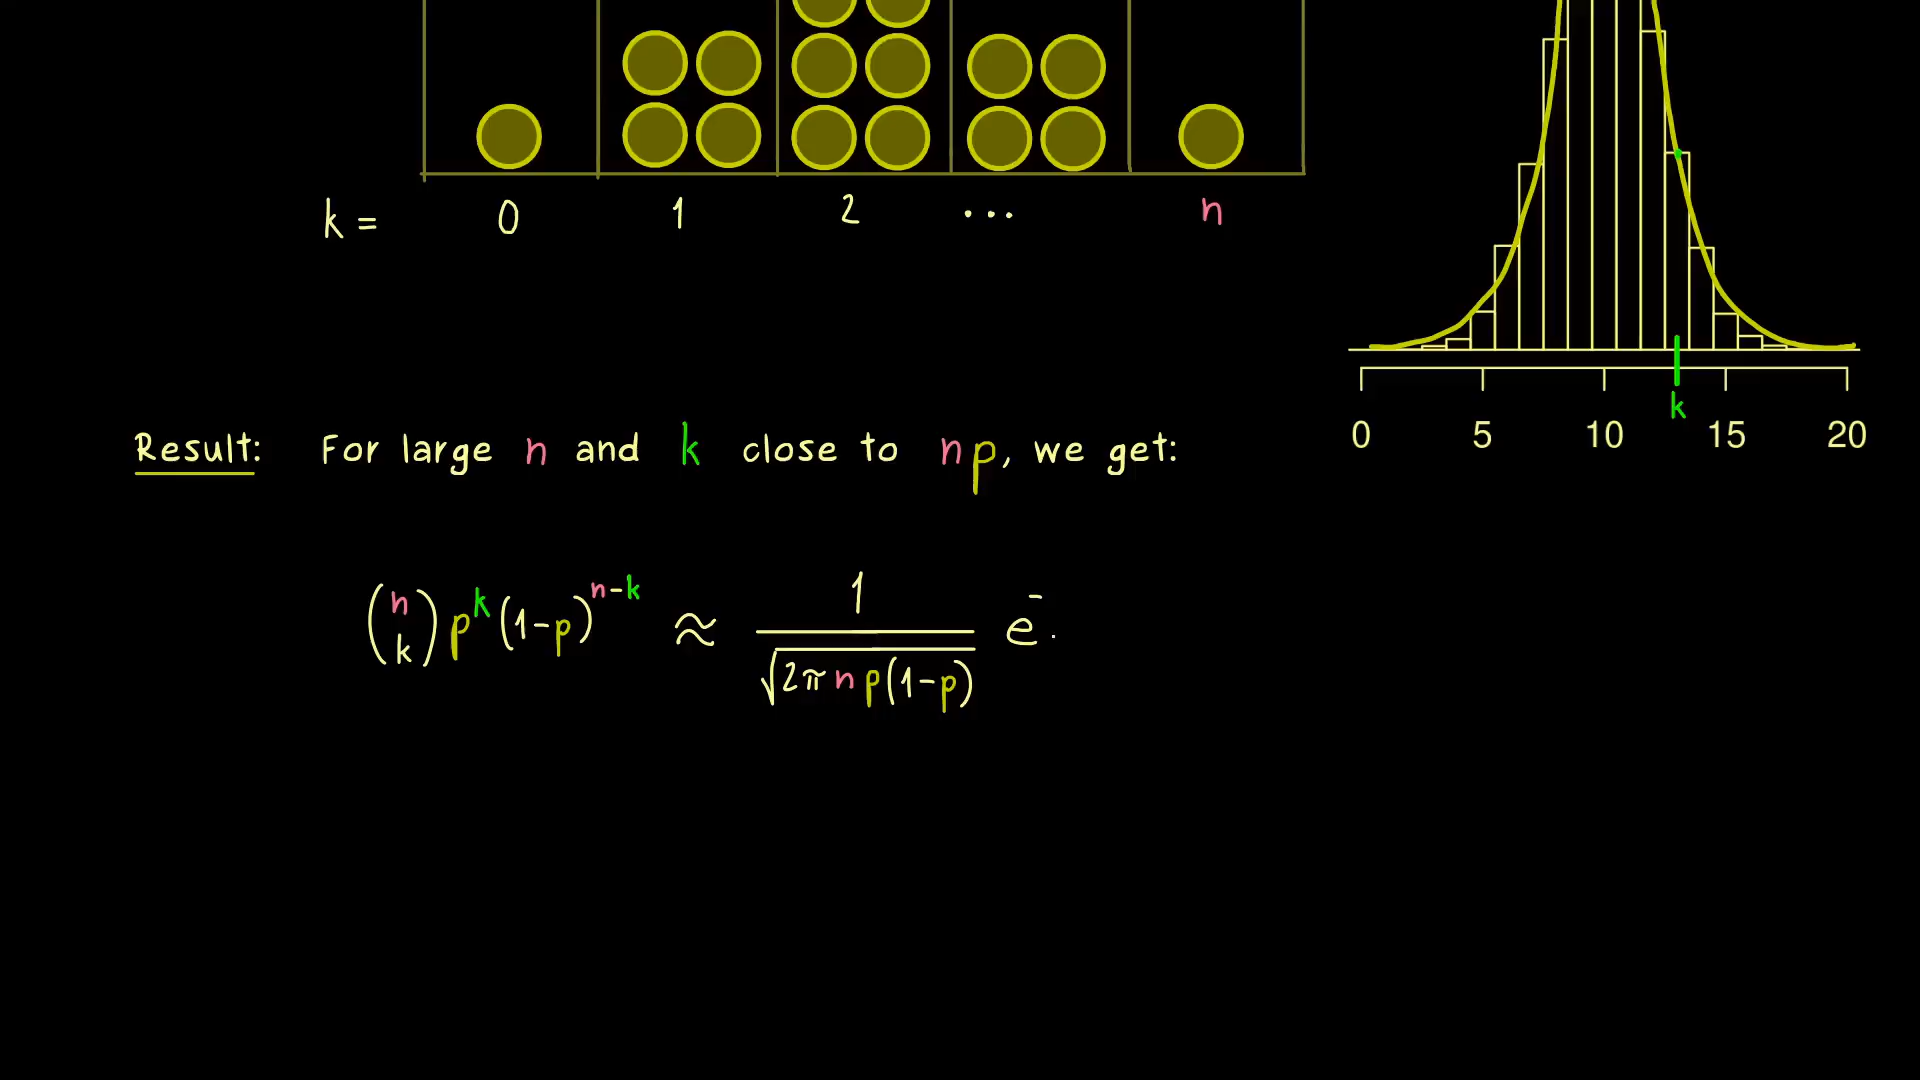 k = 0 1 2 ... n
k
0 5 10 15 20
Result: For large n and k close to np, we get:
(n k) p^k (1-p)^{n-k} ≈ 1/√(2πnp(1-p)) e^-